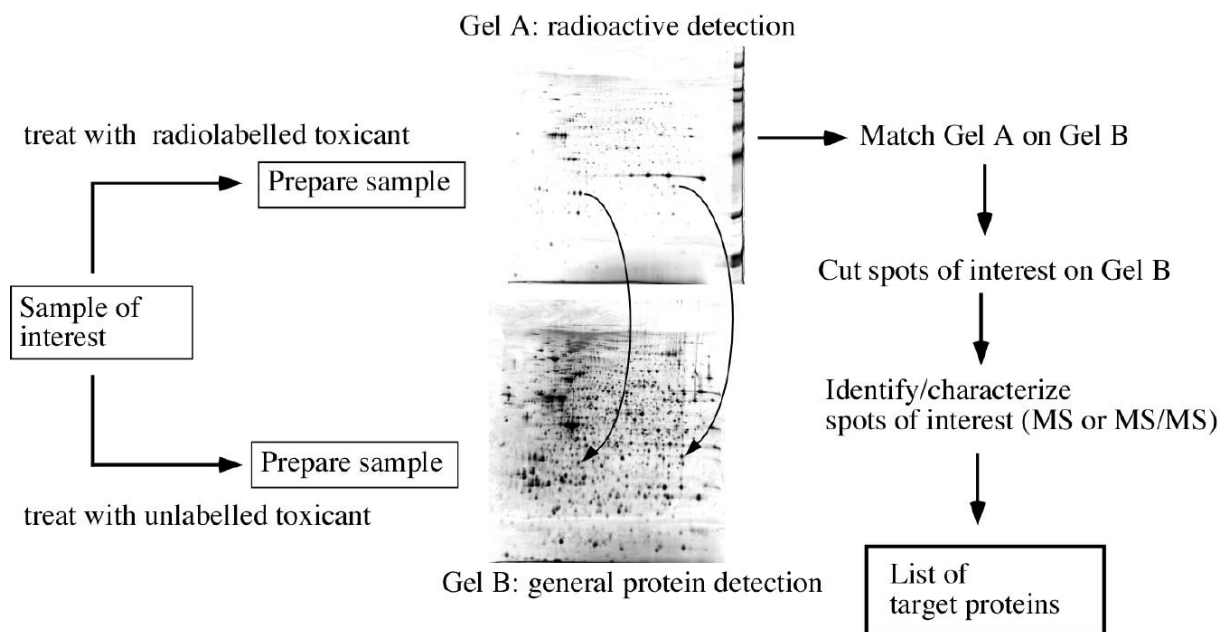 Gel A: radioactive detection
treat with radiolabelled toxicant
Prepare sample
Match Gel A on Gel B
Cut spots of interest on Gel B
Sample of
interest
Identify/characterize
spots of interest (MS or MS/MS)
Prepare sample
treat with unlabelled toxicant
Gel B: general protein detection
List of
target proteins